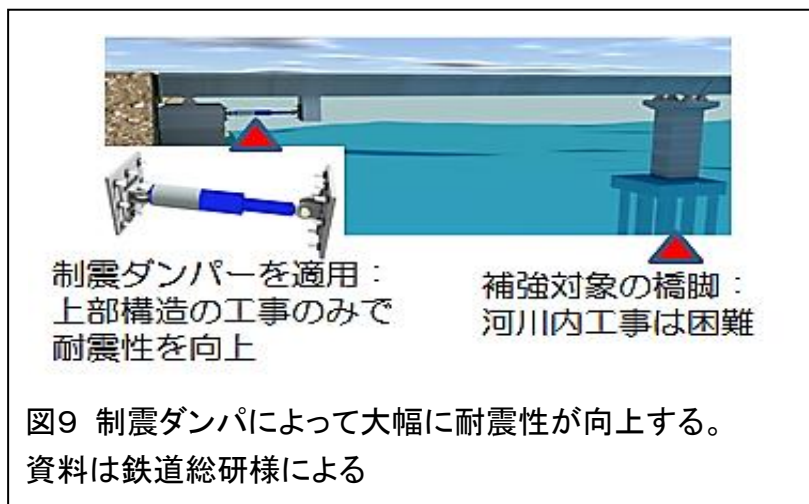 制震ダンパーを適用：
上部構造の工事のみで
耐震性を向上
補強対象の橋脚：
河川内工事は困難
図９ 制震ダンパによって大幅に耐震性が向上する。
資料は鉄道総研様による